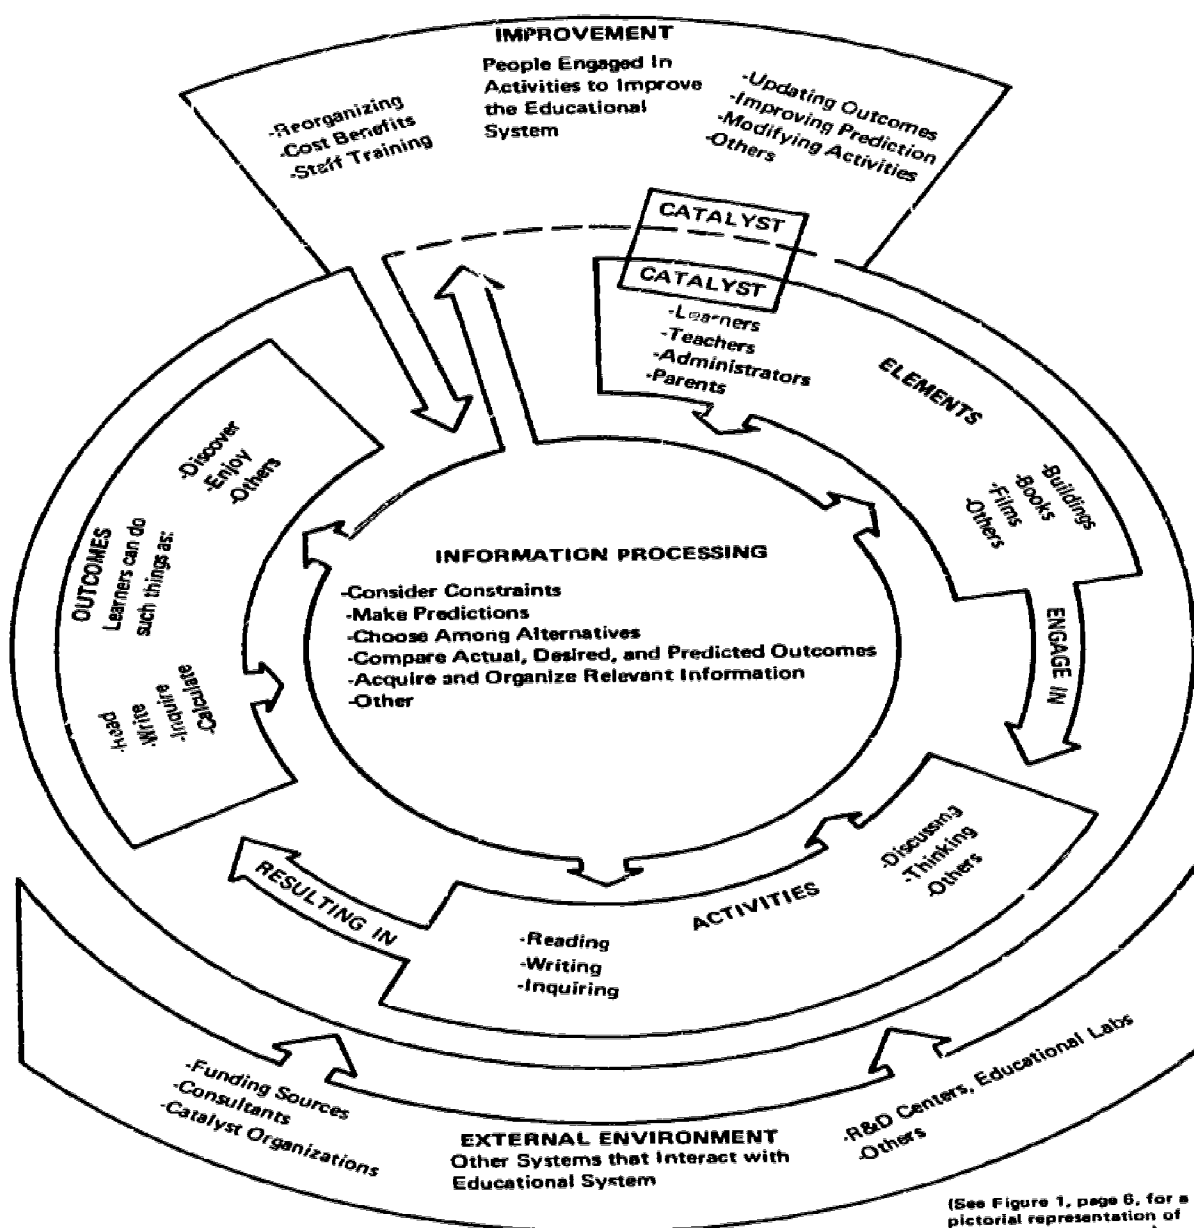 IMPROVEMENT
People Engaged In
Activities to Improve
the Educational
System
-Reorganizing
-Cost Benefits
-Staff Training
-Updating Outcomes
-Improving Prediction
-Modifying Activities
-Others
CATALYST
CATALYST
-Learners
-Teachers
-Administrators
-Parents
ELEMENTS
-Buildings
-Books
-Films
-Others
ENGAGE IN
-Discussing
-Thinking
-Others
ACTIVITIES
-Reading
-Writing
-Inquiring
RESULTING IN
OUTCOMES
Learners can do
such things as:
-Discover
-Enjoy
-Others
-Read
-Write
-Inquire
-Calculate
INFORMATION PROCESSING
-Consider Constraints
-Make Predictions
-Choose Among Alternatives
-Compare Actual, Desired, and Predicted Outcomes
-Acquire and Organize Relevant Information
-Other
-Funding Sources
-Consultants
-Catalyst Organizations
EXTERNAL ENVIRONMENT
Other Systems that Interact with
Educational System
-R&D Centers, Educational Labs
-Others
(See Figure 1, page 6, for a
pictorial representation of